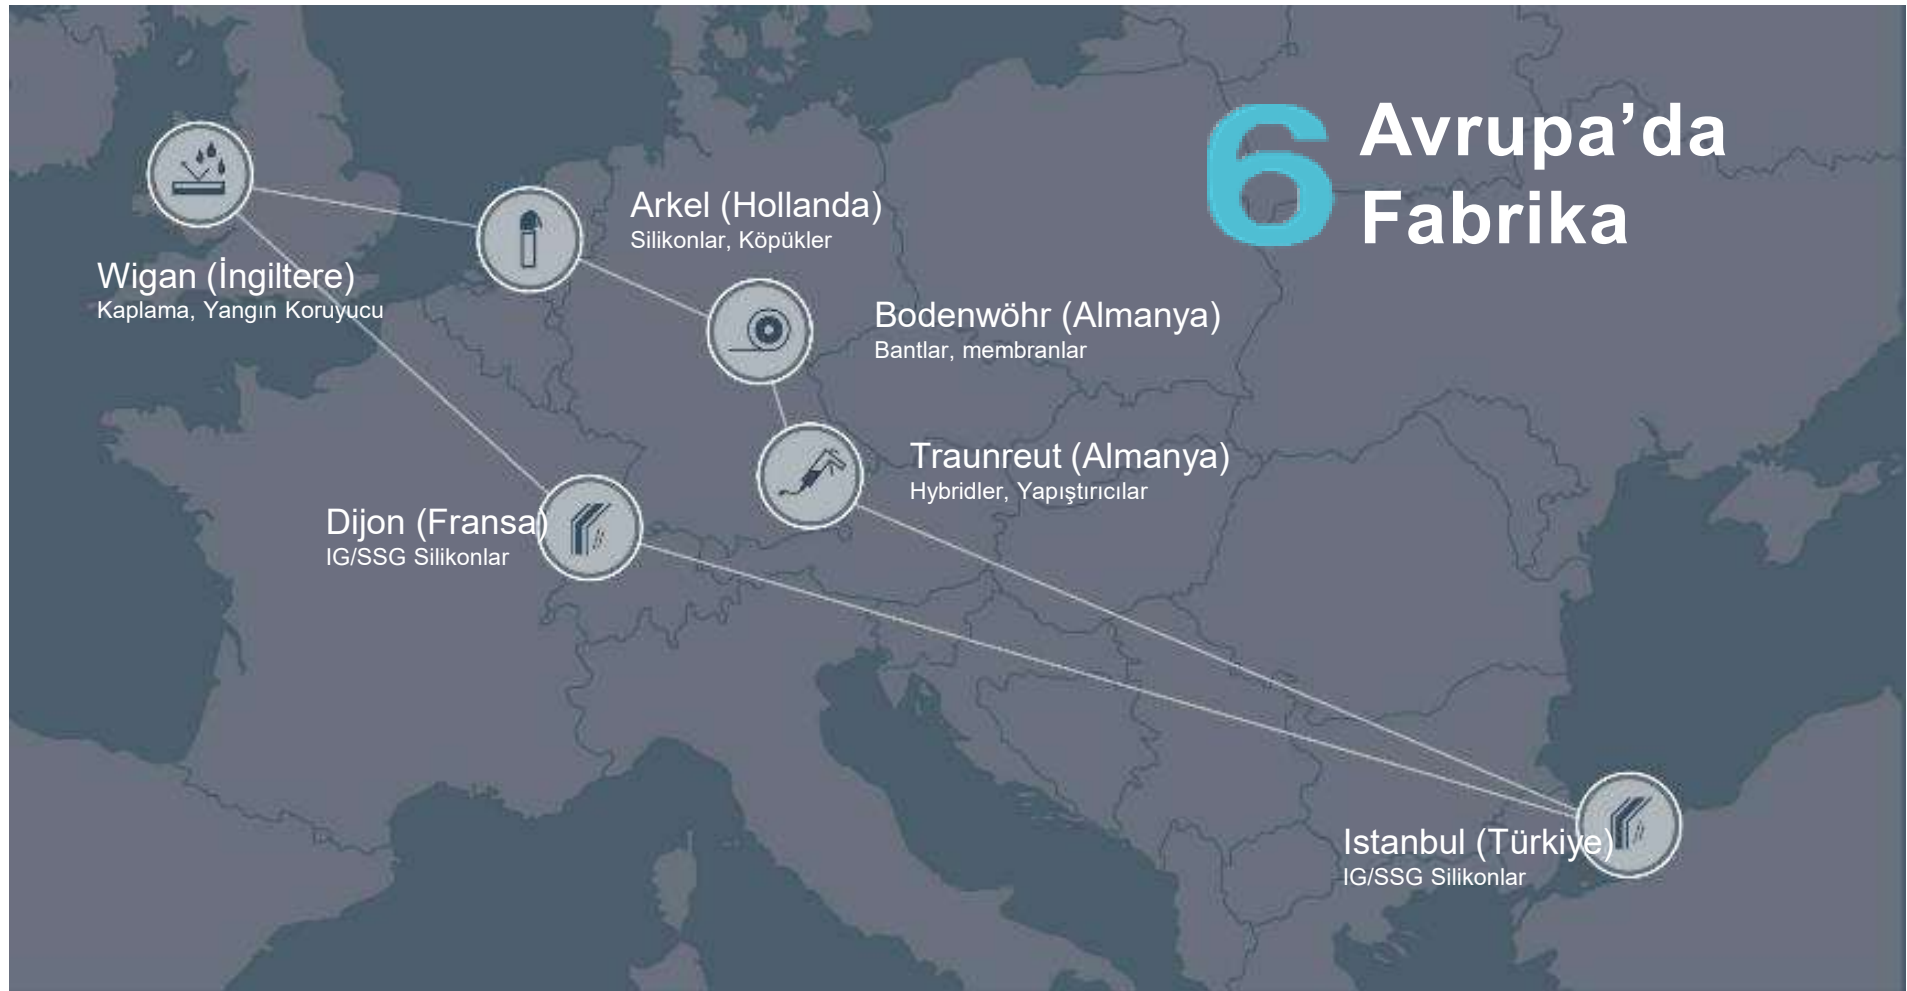 6 Avrupa’da
Fabrika
Arkel (Hollanda)
Silikonlar, Köpükler
Wigan (İngiltere)
Kaplama, Yangın Koruyucu
Bodenwöhr (Almanya)
Bantlar, membranlar
Traunreut (Almanya)
Hybridler, Yapıştırıcılar
Dijon (Fransa)
IG/SSG Silikonlar
Istanbul (Türkiye)
IG/SSG Silikonlar